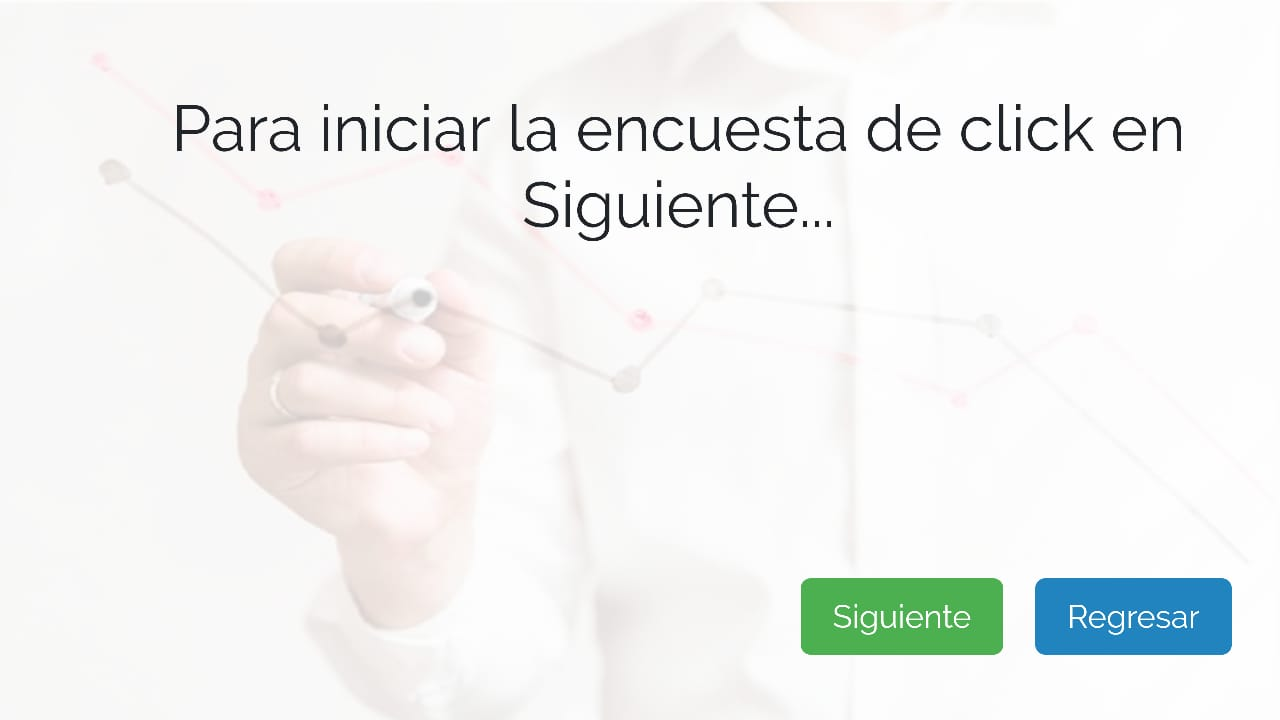 Para iniciar la encuesta de click en
Siguiente...
Siguiente
Regresar